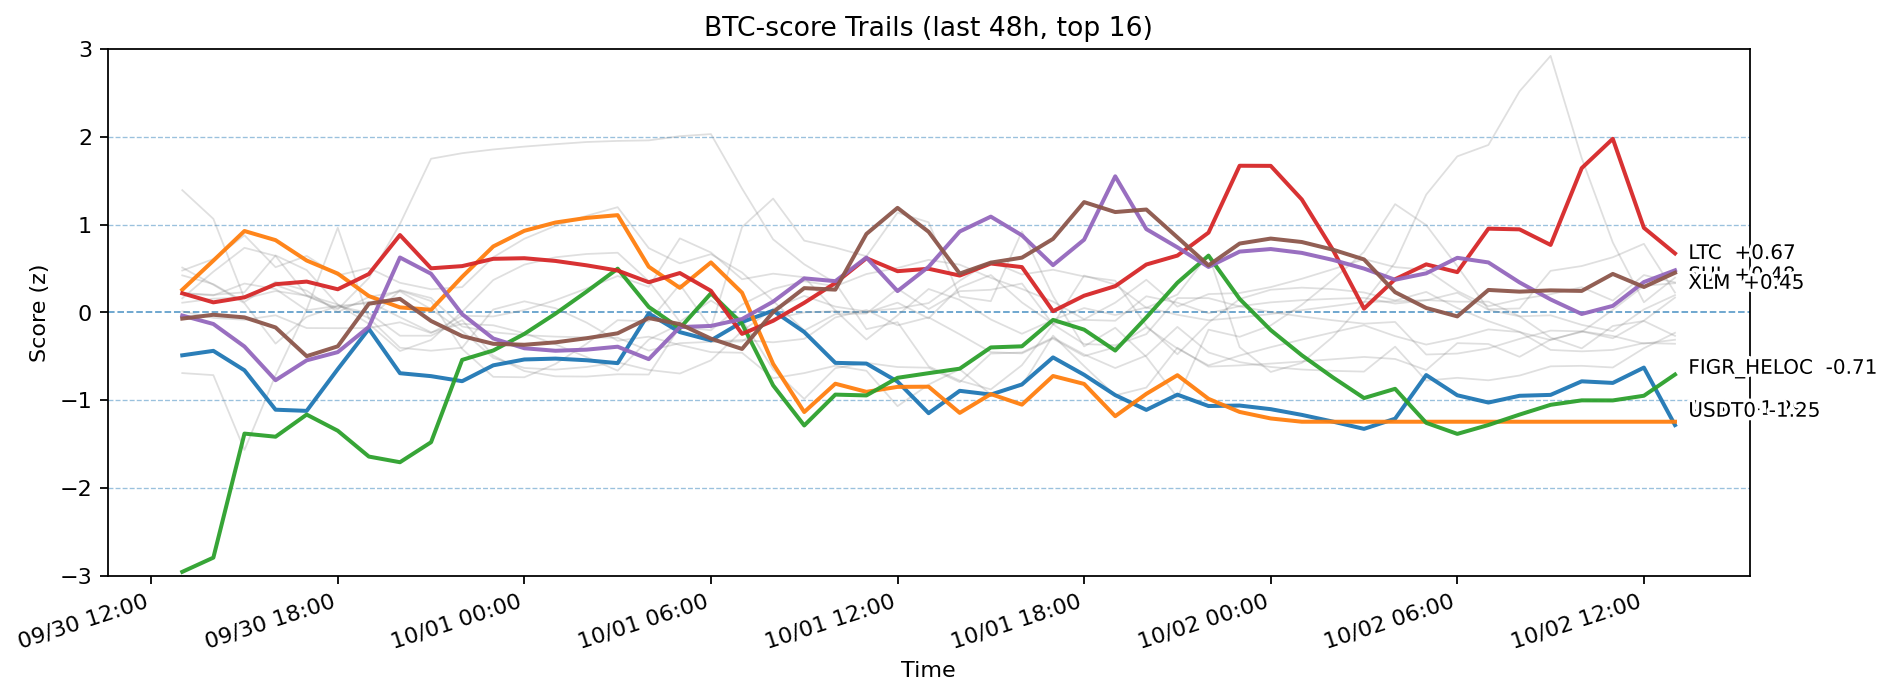 BTC-score Trails (last 48h, top 16)
Score (z)
3
2
1
0
−1
−2
−3
LTC +0.67
XLM +0.45
FIGR_HELOC -0.71
USDT0 -1.25
09/30 12:00
09/30 18:00
10/01 00:00
10/01 06:00
10/01 12:00
10/01 18:00
10/02 00:00
10/02 06:00
10/02 12:00
Time